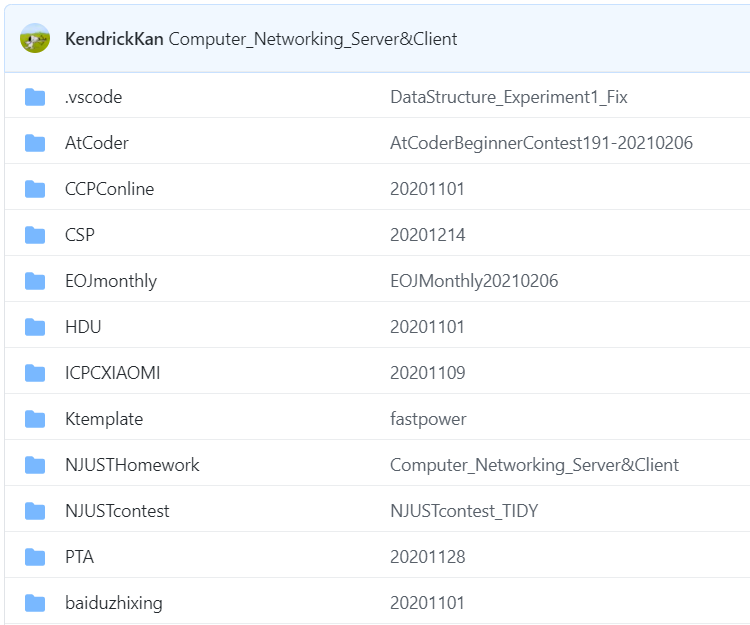 KendrickKan Computer_Networking_Server&Client
.vscode DataStructure_Experiment1_Fix
AtCoder AtCoderBeginnerContest191-20210206
CCPConline 20201101
CSP 20201214
EOJmonthly EOJMonthly20210206
HDU 20201101
ICPCXIAOMI 20201109
Ktemplate fastpower
NJUSTHomework Computer_Networking_Server&Client
NJUSTcontest NJUSTcontest_TIDY
PTA 20201128
baiduzhixing 20201101